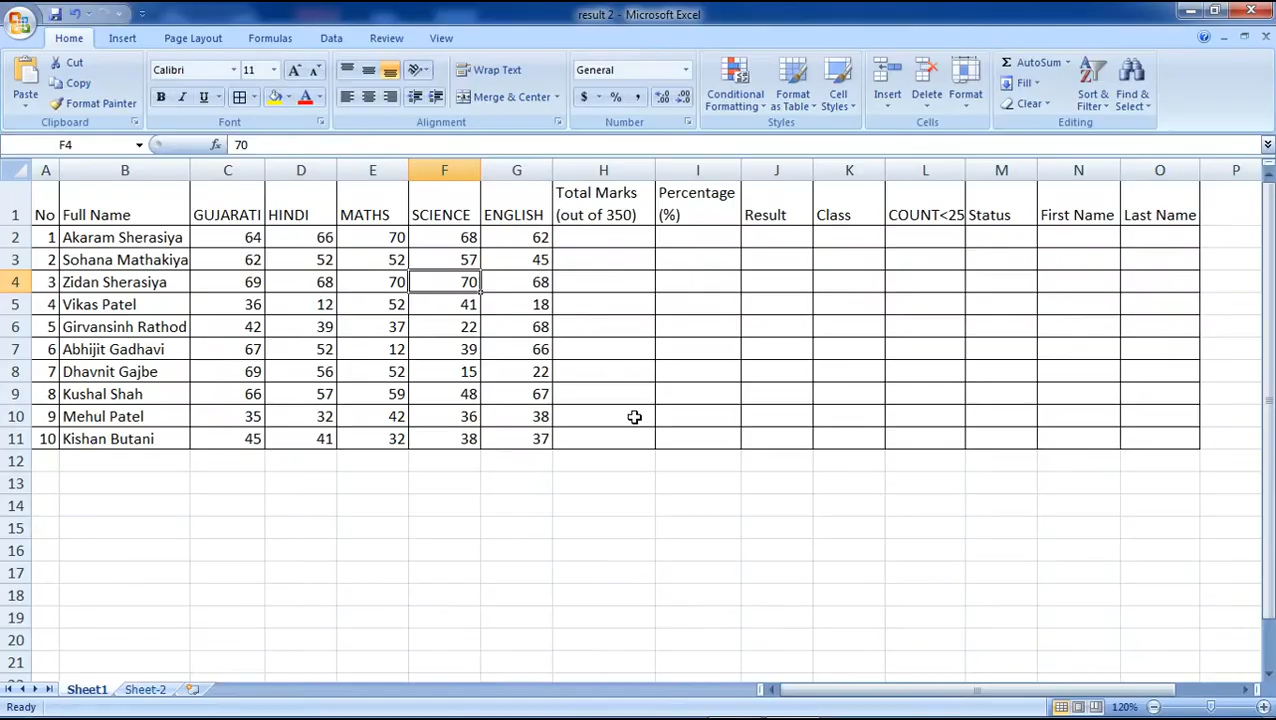 result 2 - Microsoft Excel
Home Insert Page Layout Formulas Data Review View
Paste Cut Copy Format Painter Clipboard
Calibri 11 B I U A A A Font
Wrap Text Merge & Center Alignment
General $ % , Number
Conditional Formatting Format as Table Cell Styles Styles
Insert Delete Format Cells
Σ AutoSum Fill Clear Sort & Filter Find & Select Editing
F4 fx 70
A B C D E F G H I J K L M N O P
1 No Full Name GUJARATI HINDI MATHS SCIENCE ENGLISH Total Marks (out of 350) Percentage (%) Result Class COUNT<25 Status First Name Last Name
2 1 Akaram Sherasiya 64 66 70 68 62
3 2 Sohana Mathakiya 62 52 52 57 45
4 3 Zidan Sherasiya 69 68 70 70 68
5 4 Vikas Patel 36 12 52 41 18
6 5 Girvansinh Rathod 42 39 37 22 68
7 6 Abhijit Gadhavi 67 52 12 39 66
8 7 Dhavnit Gajbe 69 56 52 15 22
9 8 Kushal Shah 66 57 59 48 67
10 9 Mehul Patel 35 32 42 36 38
11 10 Kishan Butani 45 41 32 38 37
12
13
14
15
16
17
18
19
20
21
Sheet1 Sheet-2
Ready 120%